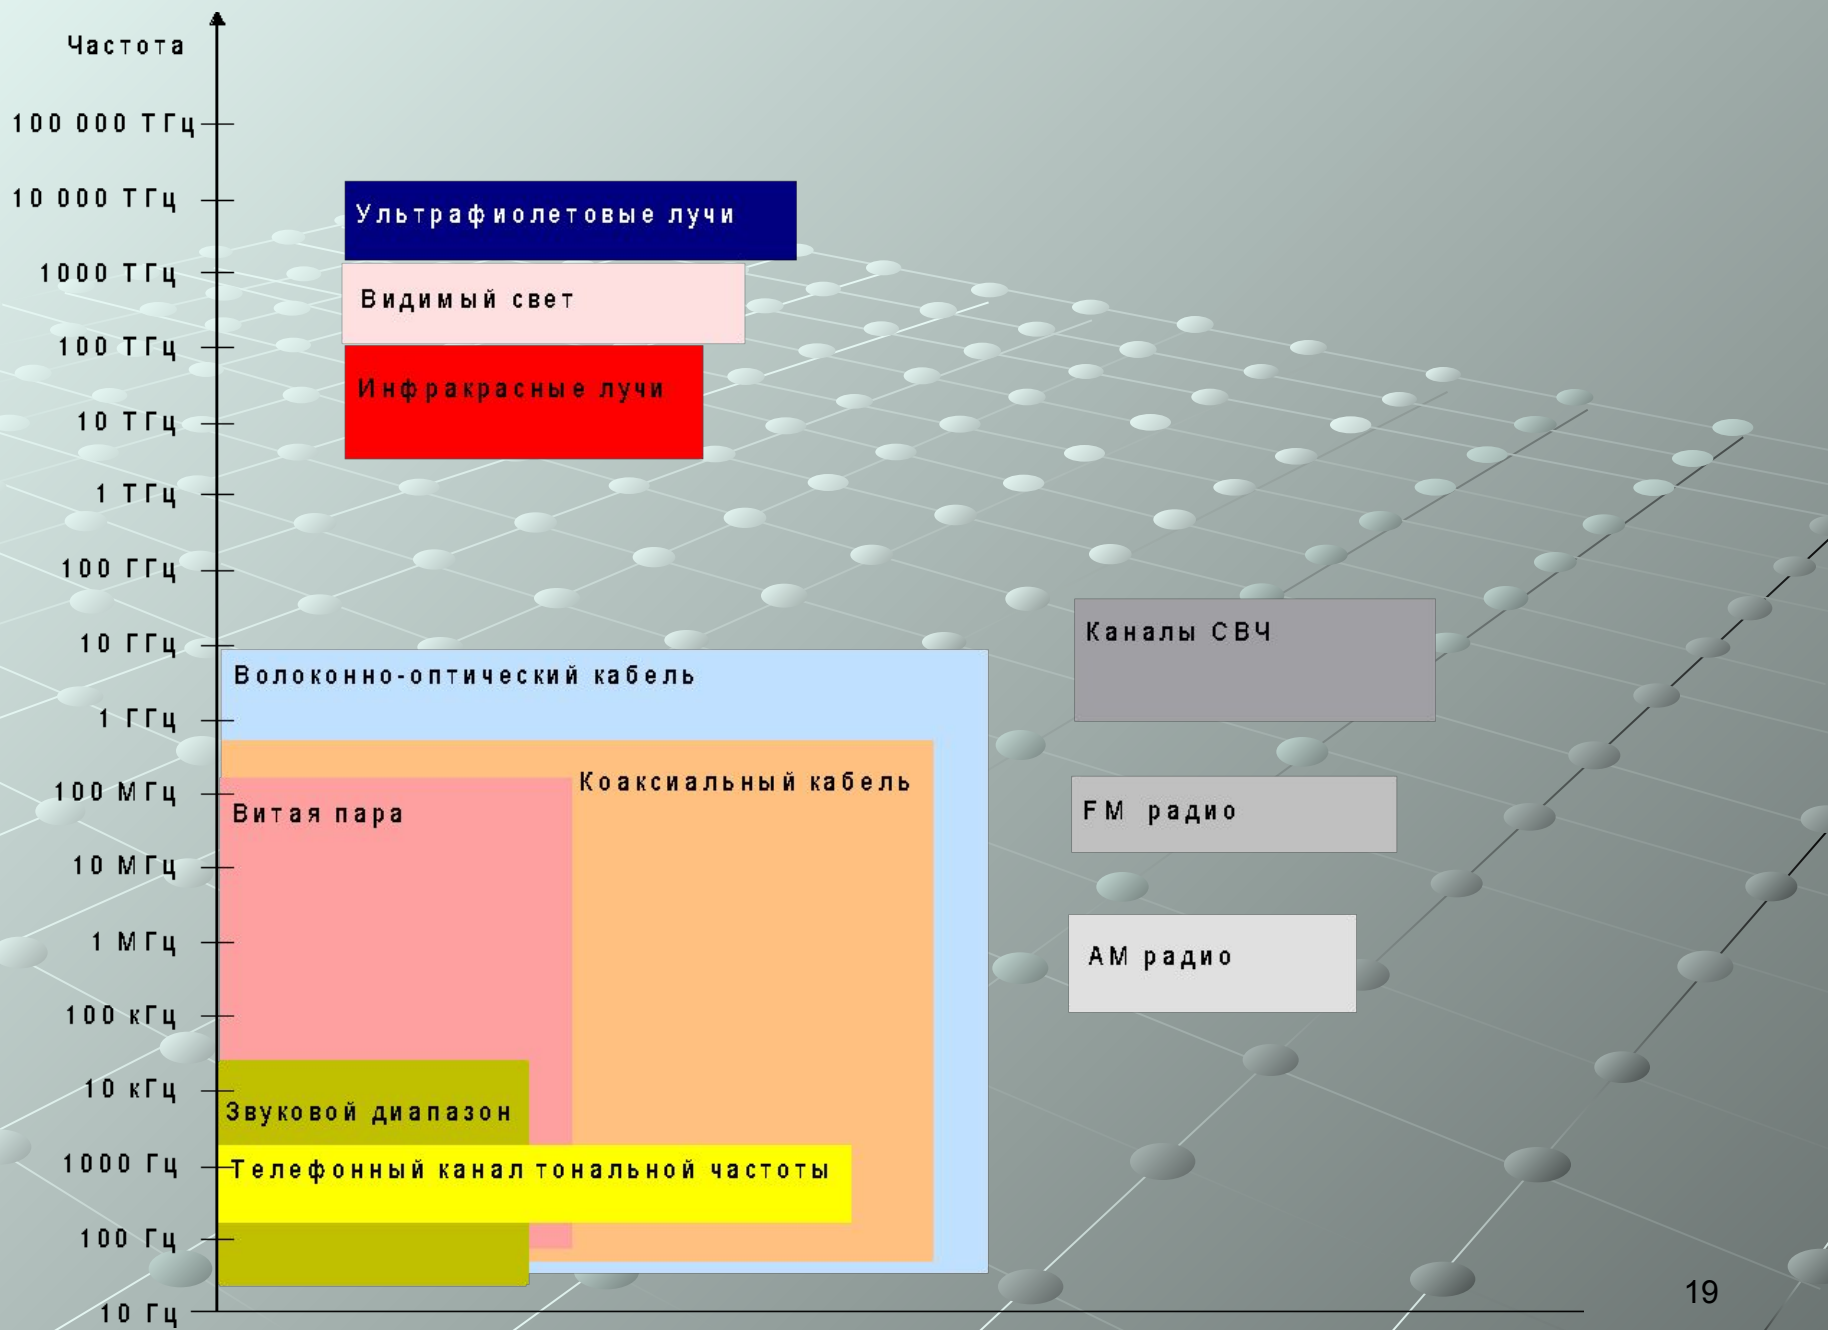 Частота
100 000 ТГц
10 000 ТГц
Ультрафиолетовые лучи
1000 ТГц
Видимый свет
100 ТГц
Инфракрасные лучи
10 ТГц
1 ТГц
100 ГГц
Каналы СВЧ
10 ГГц
Волоконно-оптический кабель
1 ГГц
Коаксиальный кабель
100 МГц
Витая пара
FM радио
10 МГц
1 МГц
АМ радио
100 кГц
10 кГц
Звуковой диапазон
1000 Гц
Телефонный канал тональной частоты
100 Гц
10 Гц
19